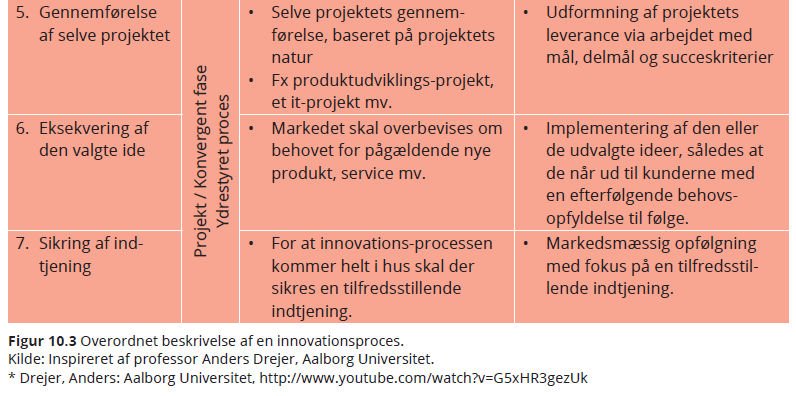 5. Gennemførelse
af selve projektet
Projekt / Konvergent fase
Ydrestyret proces
• Selve projektets gennem-
førelse, baseret på projektets
natur
• Fx produktudviklings-projekt,
et it-projekt mv.
• Udformning af projektets
leverance via arbejdet med
mål, delmål og succeskriterier
6. Eksekvering af
den valgte ide
• Markedet skal overbevises om
behovet for pågældende nye
produkt, service mv.
• Implementering af den eller
de udvalgte ideer, således at
de når ud til kunderne med
en efterfølgende behovs-
opfyldelse til følge.
7. Sikring af ind-
tjening
• For at innovations-processen
kommer helt i hus skal der
sikres en tilfredsstillende
indtjening.
• Markedsmæssig opfølgning
med fokus på en tilfredsstil-
lende indtjening.
Figur 10.3 Overordnet beskrivelse af en innovationsproces.
Kilde: Inspireret af professor Anders Drejer, Aalborg Universitet.
* Drejer, Anders: Aalborg Universitet, http://www.youtube.com/watch?v=G5xHR3gezUk